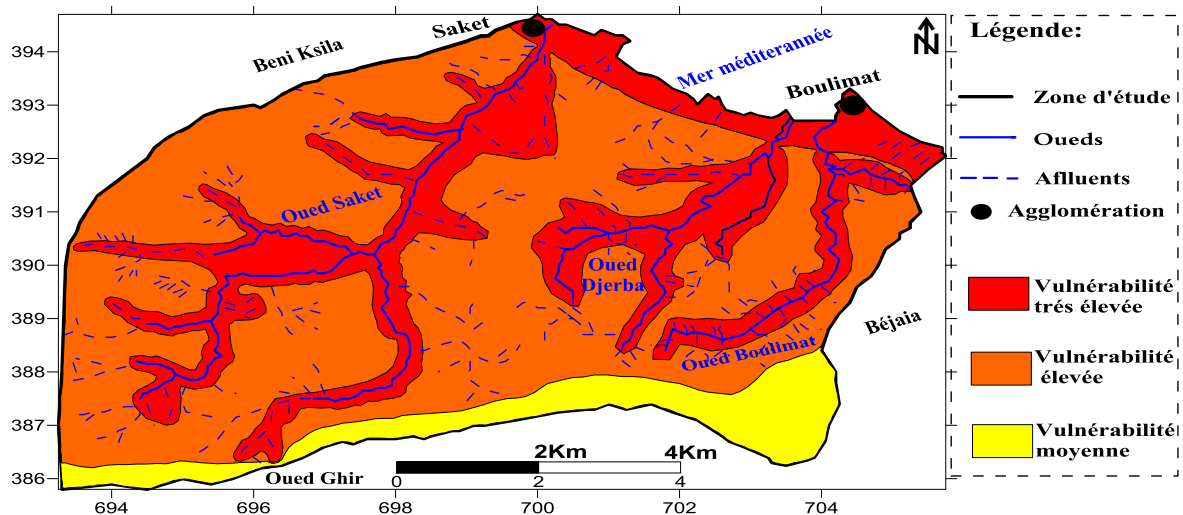 Saket
Beni Ksila
Mer méditerannée
Boulimat
N
Oued Saket
Oued
Djerba
Oued Boulimat
Béjaia
Oued Ghir
2Km
4Km
0
2
4
394
393
392
391
390
389
388
387
386
694
696
698
700
702
704
Légende:
Zone d'étude
Oueds
Aflluents
Agglomération
Vulnérabilité
trés élevée
Vulnérabilité
élevée
Vulnérabilité
moyenne